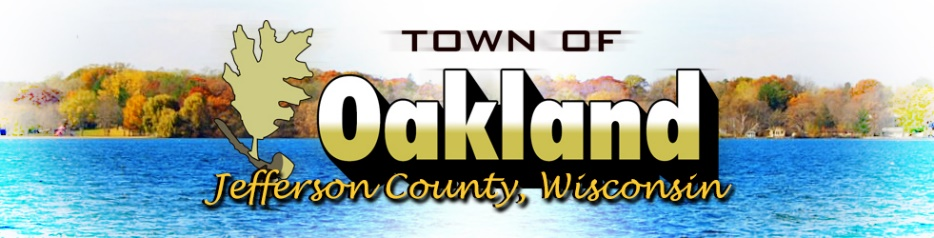 TOWN OF
Oakland
Jefferson County, Wisconsin